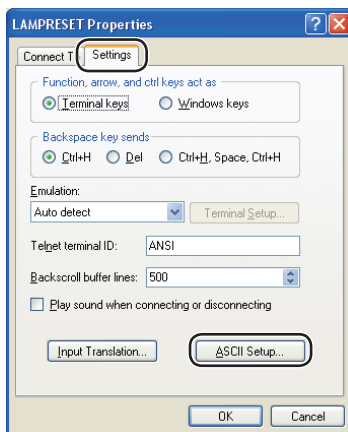 LAMPRESET Properties
Connect T Settings
Function, arrow, and ctrl keys act as
Terminal keys Windows keys
Backspace key sends
Ctrl+H Del Ctrl+H, Space, Ctrl+H
Emulation:
Auto detect Terminal Setup...
Telnet terminal ID: ANSI
Backscroll buffer lines: 500
Play sound when connecting or disconnecting
Input Translation... ASCII Setup...
OK Cancel